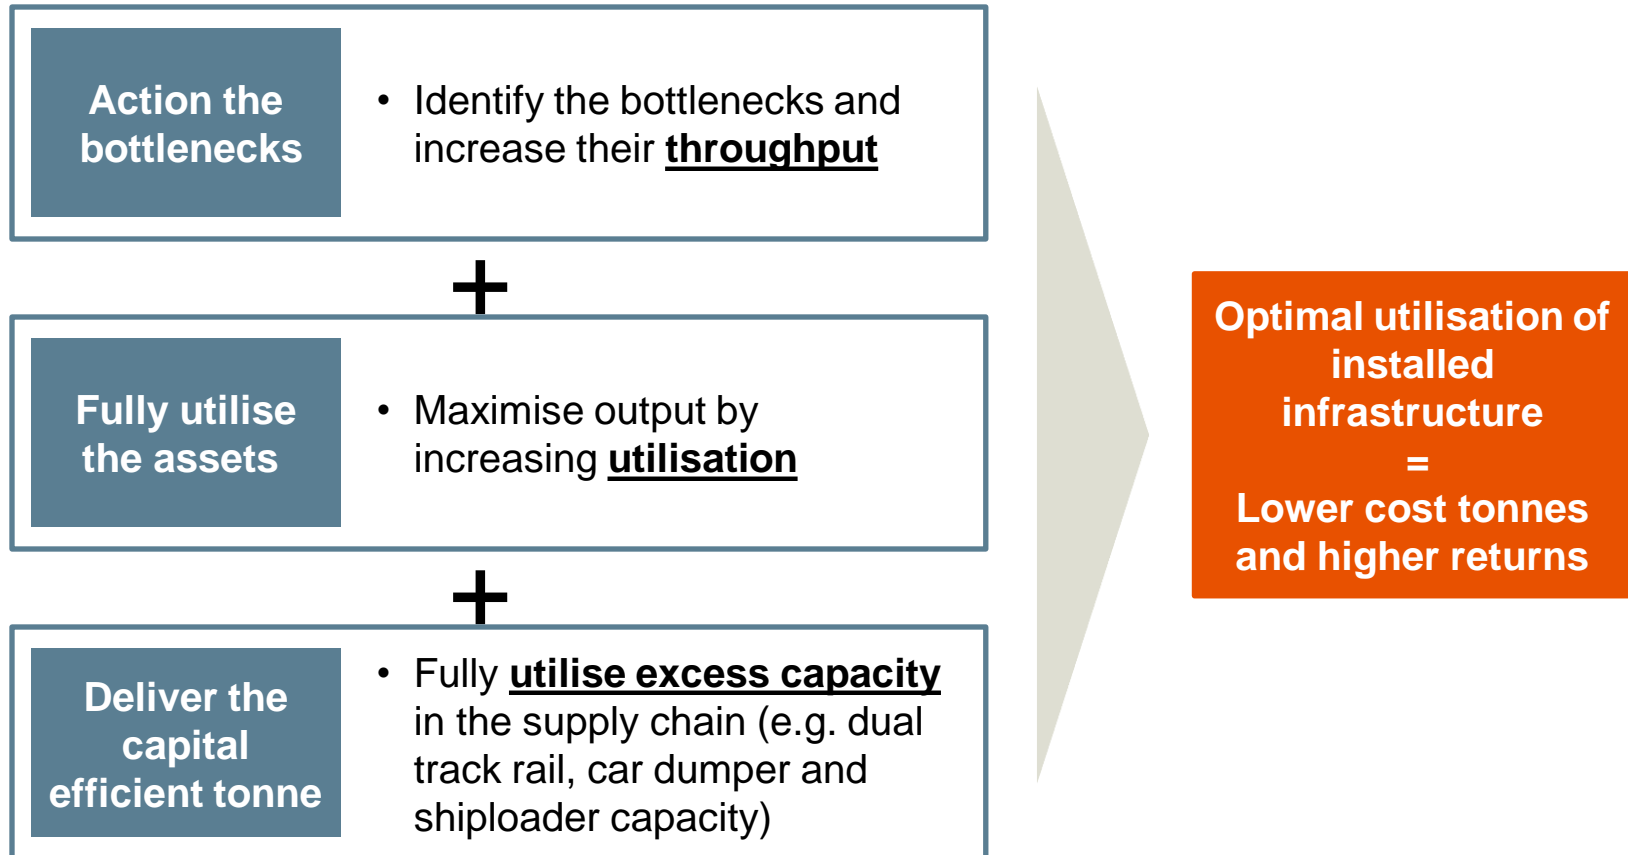 Action the
bottlenecks
• Identify the bottlenecks and
increase their throughput
+
Fully utilise
the assets
• Maximise output by
increasing utilisation
+
Deliver the
capital
efficient tonne
• Fully utilise excess capacity
in the supply chain (e.g. dual
track rail, car dumper and
shiploader capacity)
Optimal utilisation of
installed
infrastructure
=
Lower cost tonnes
and higher returns